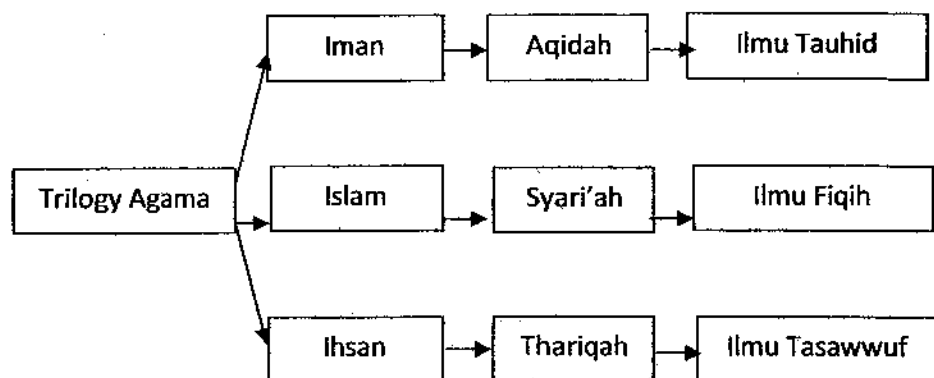 Iman
Aqidah
Ilmu Tauhid
Trilogy Agama
Islam
Syari'ah
Ilmu Fiqih
Ihsan
Thariqah
Ilmu Tasawwuf